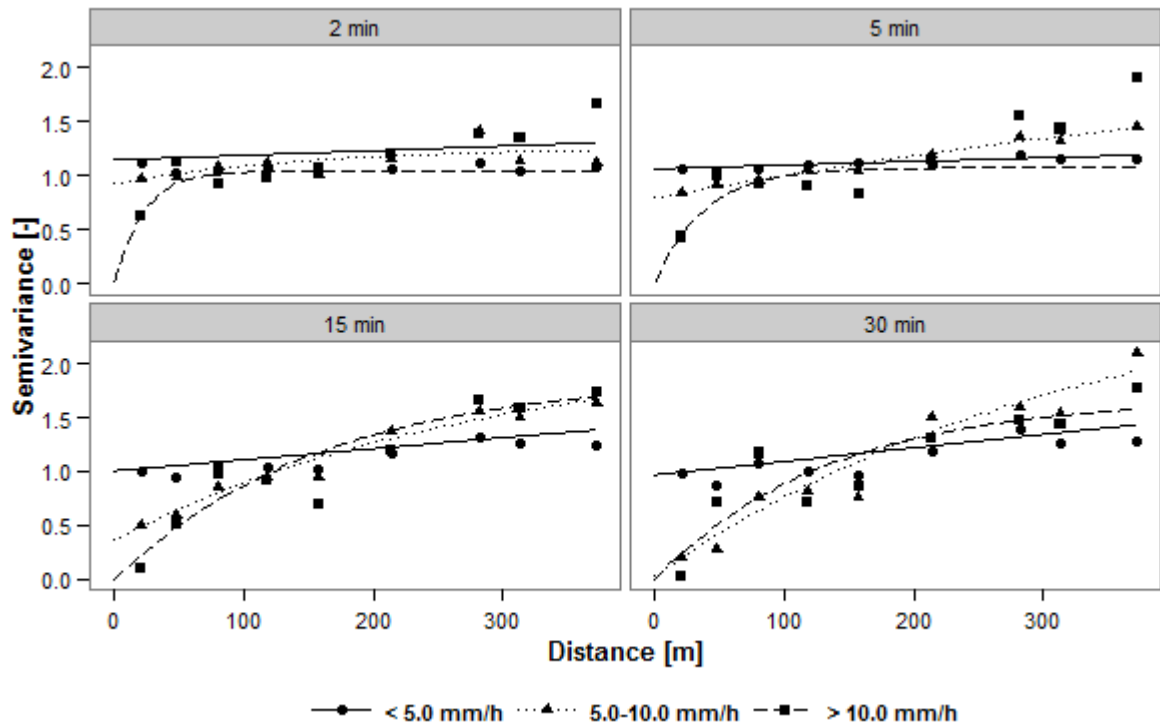 2 min
5 min
2.0
1.5
1.0
0.5
0.0
15 min
30 min
2.0
1.5
1.0
0.5
0.0
Semivariance [-]
0 100 200 300 0 100 200 300
Distance [m]
< 5.0 mm/h 5.0-10.0 mm/h > 10.0 mm/h